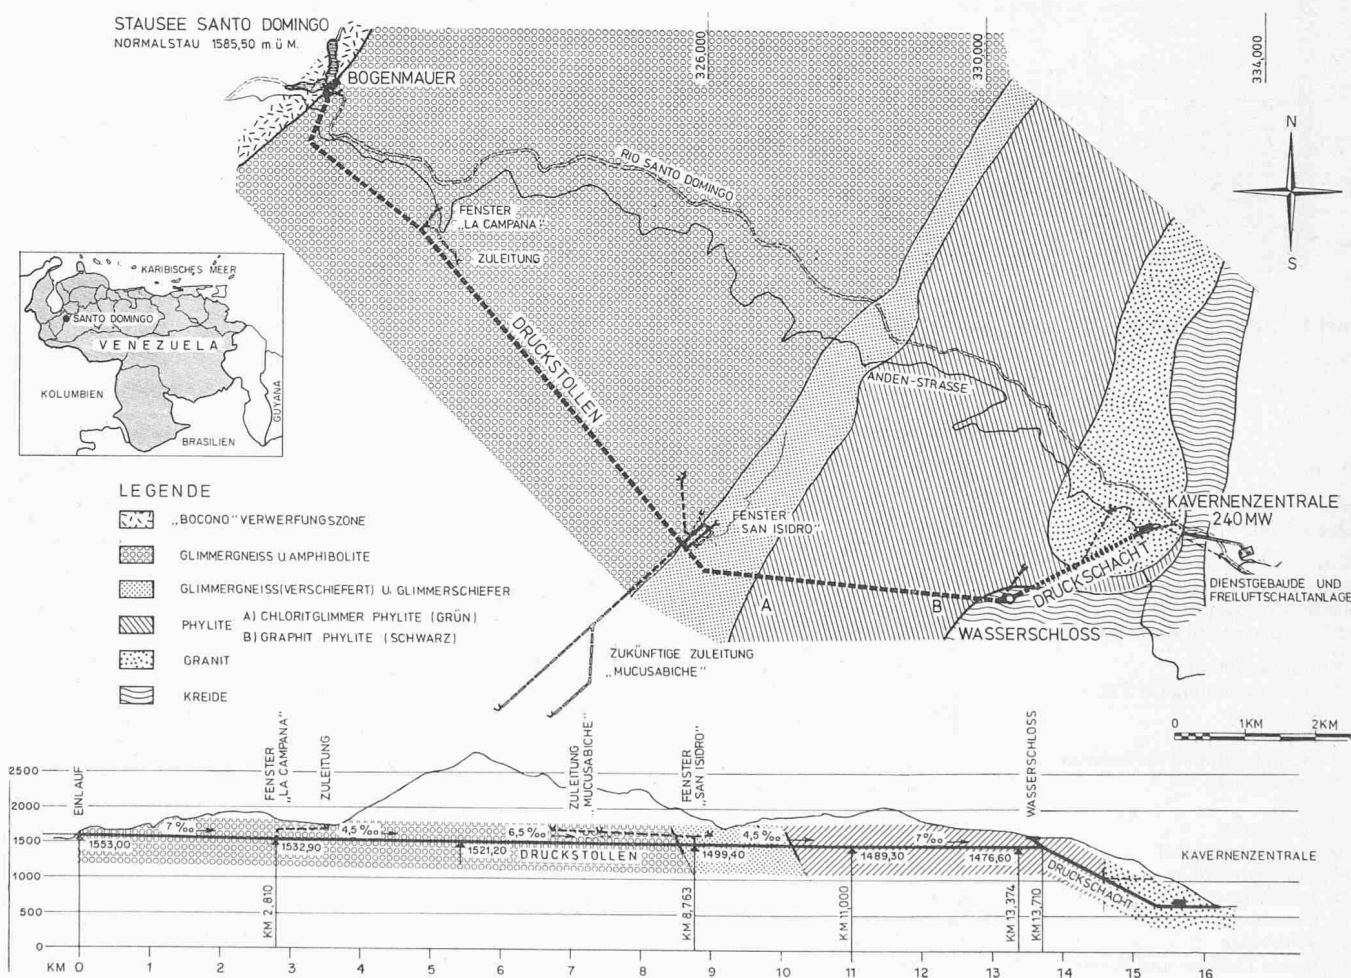 STAUSEE SANTO DOMINGO
NORMALSTAU 1585,50 m ü M.
BOGENMAUER
326,000
330,000
334,000
N
S
RIO SANTO DOMINGO
FENSTER
„LA CAMPANA"
ZULEITUNG
DRUCKSTOLLEN
ANDEN-STRASSE
FENSTER
„SAN ISIDRO"
KAVERNENZENTRALE
240 MW
DRUCKSCHACHT
DIENSTGEBÄUDE UND
FREILUFTSCHALTANLAGE
A
B
WASSERSCHLOSS
ZUKÜNFTIGE ZULEITUNG
„MUCUSABICHE"
KARIBISCHES MEER
SANTO DOMINGO
VENEZUELA
KOLUMBIEN
GUYANA
BRASILIEN
LEGENDE
„BOCONO" VERWERFUNGSZONE
GLIMMERGNEISS U. AMPHIBOLITE
GLIMMERGNEISS (VERSCHIEFERT) U. GLIMMERSCHIEFER
PHYLITE A) CHLORITGLIMMER PHYLITE (GRÜN)
B) GRAPHIT PHYLITE (SCHWARZ)
GRANIT
KREIDE
0 1KM 2KM
EINLAUF
FENSTER
„LA CAMPANA"
ZULEITUNG
ZULEITUNG
MUCUSABICHE"
FENSTER
„SAN ISIDRO"
WASSERSCHLOSS
2500
2000
1500
1000
500
0
7 ‰
4,5 ‰
6,5 ‰
4,5 ‰
7 ‰
1553,00
1532,90
1521,20
DRUCKSTOLLEN
1499,40
1489,30
1476,60
DRUCKSCHACHT
KAVERNENZENTRALE
KM 2,810
KM 8,763
KM 11,000
KM 13,374
KM 13,710
KM 0 1 2 3 4 5 6 7 8 9 10 11 12 13 14 15 16